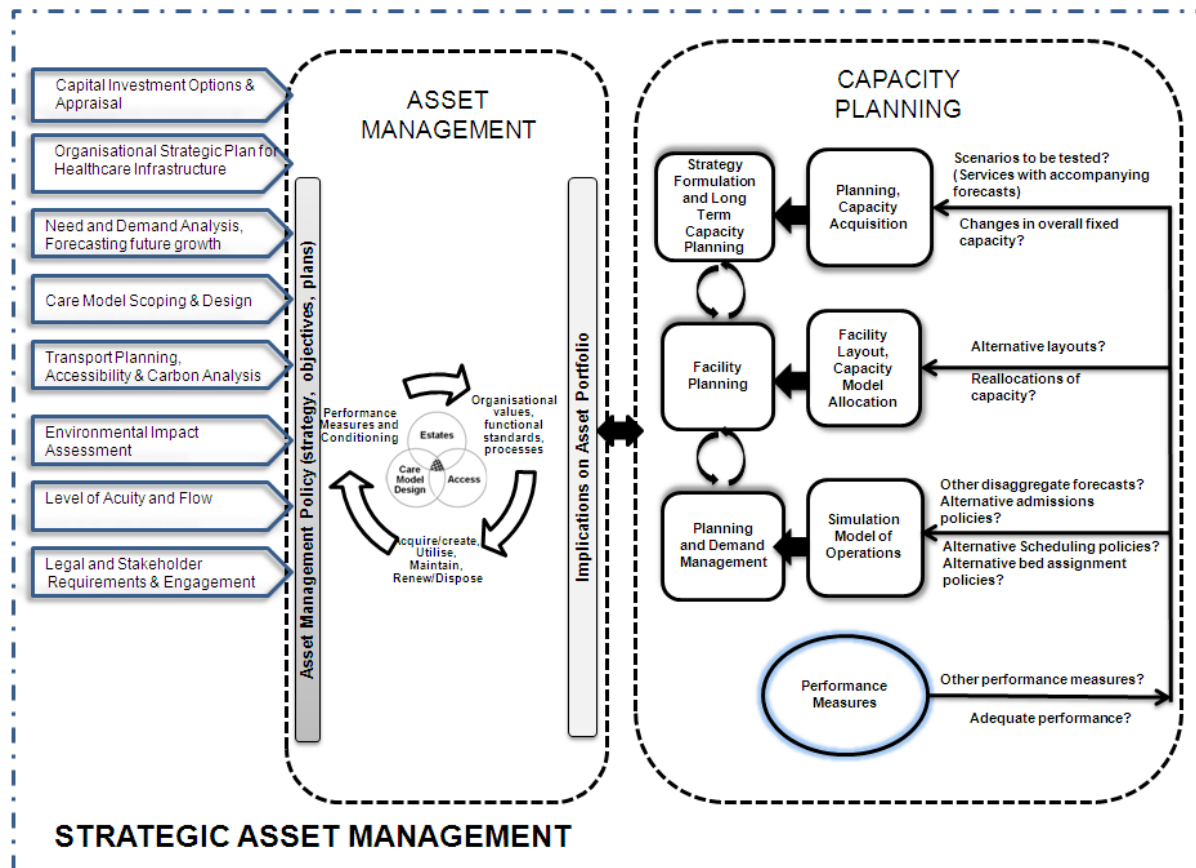 Capital Investment Options &
Appraisal
Organisational Strategic Plan for
Healthcare Infrastructure
Need and Demand Analysis,
Forecasting future growth
Care Model Scoping & Design
Transport Planning,
Accessibility & Carbon Analysis
Environmental Impact
Assessment
Level of Acuity and Flow
Legal and Stakeholder
Requirements & Engagement
ASSET
MANAGEMENT
Asset Management Policy (strategy, objectives, plans)
Performance
Measures and
Conditioning
Organisational
values,
functional
standards,
processes
Estates
Care
Model
Design
Access
Acquire/create,
Utilise,
Maintain,
Renew/Dispose
Implications on Asset Portfolio
CAPACITY
PLANNING
Strategy
Formulation
and Long
Term
Capacity
Planning
Planning,
Capacity
Acquisition
Scenarios to be tested?
(Services with accompanying
forecasts)
Changes in overall fixed
capacity?
Facility
Planning
Facility
Layout,
Capacity
Model
Allocation
Alternative layouts?
Reallocations of
capacity?
Planning
and Demand
Management
Simulation
Model of
Operations
Other disaggregate forecasts?
Alternative admissions
policies?
Alternative Scheduling policies?
Alternative bed assignment
policies?
Performance
Measures
Other performance measures?
Adequate performance?
STRATEGIC ASSET MANAGEMENT